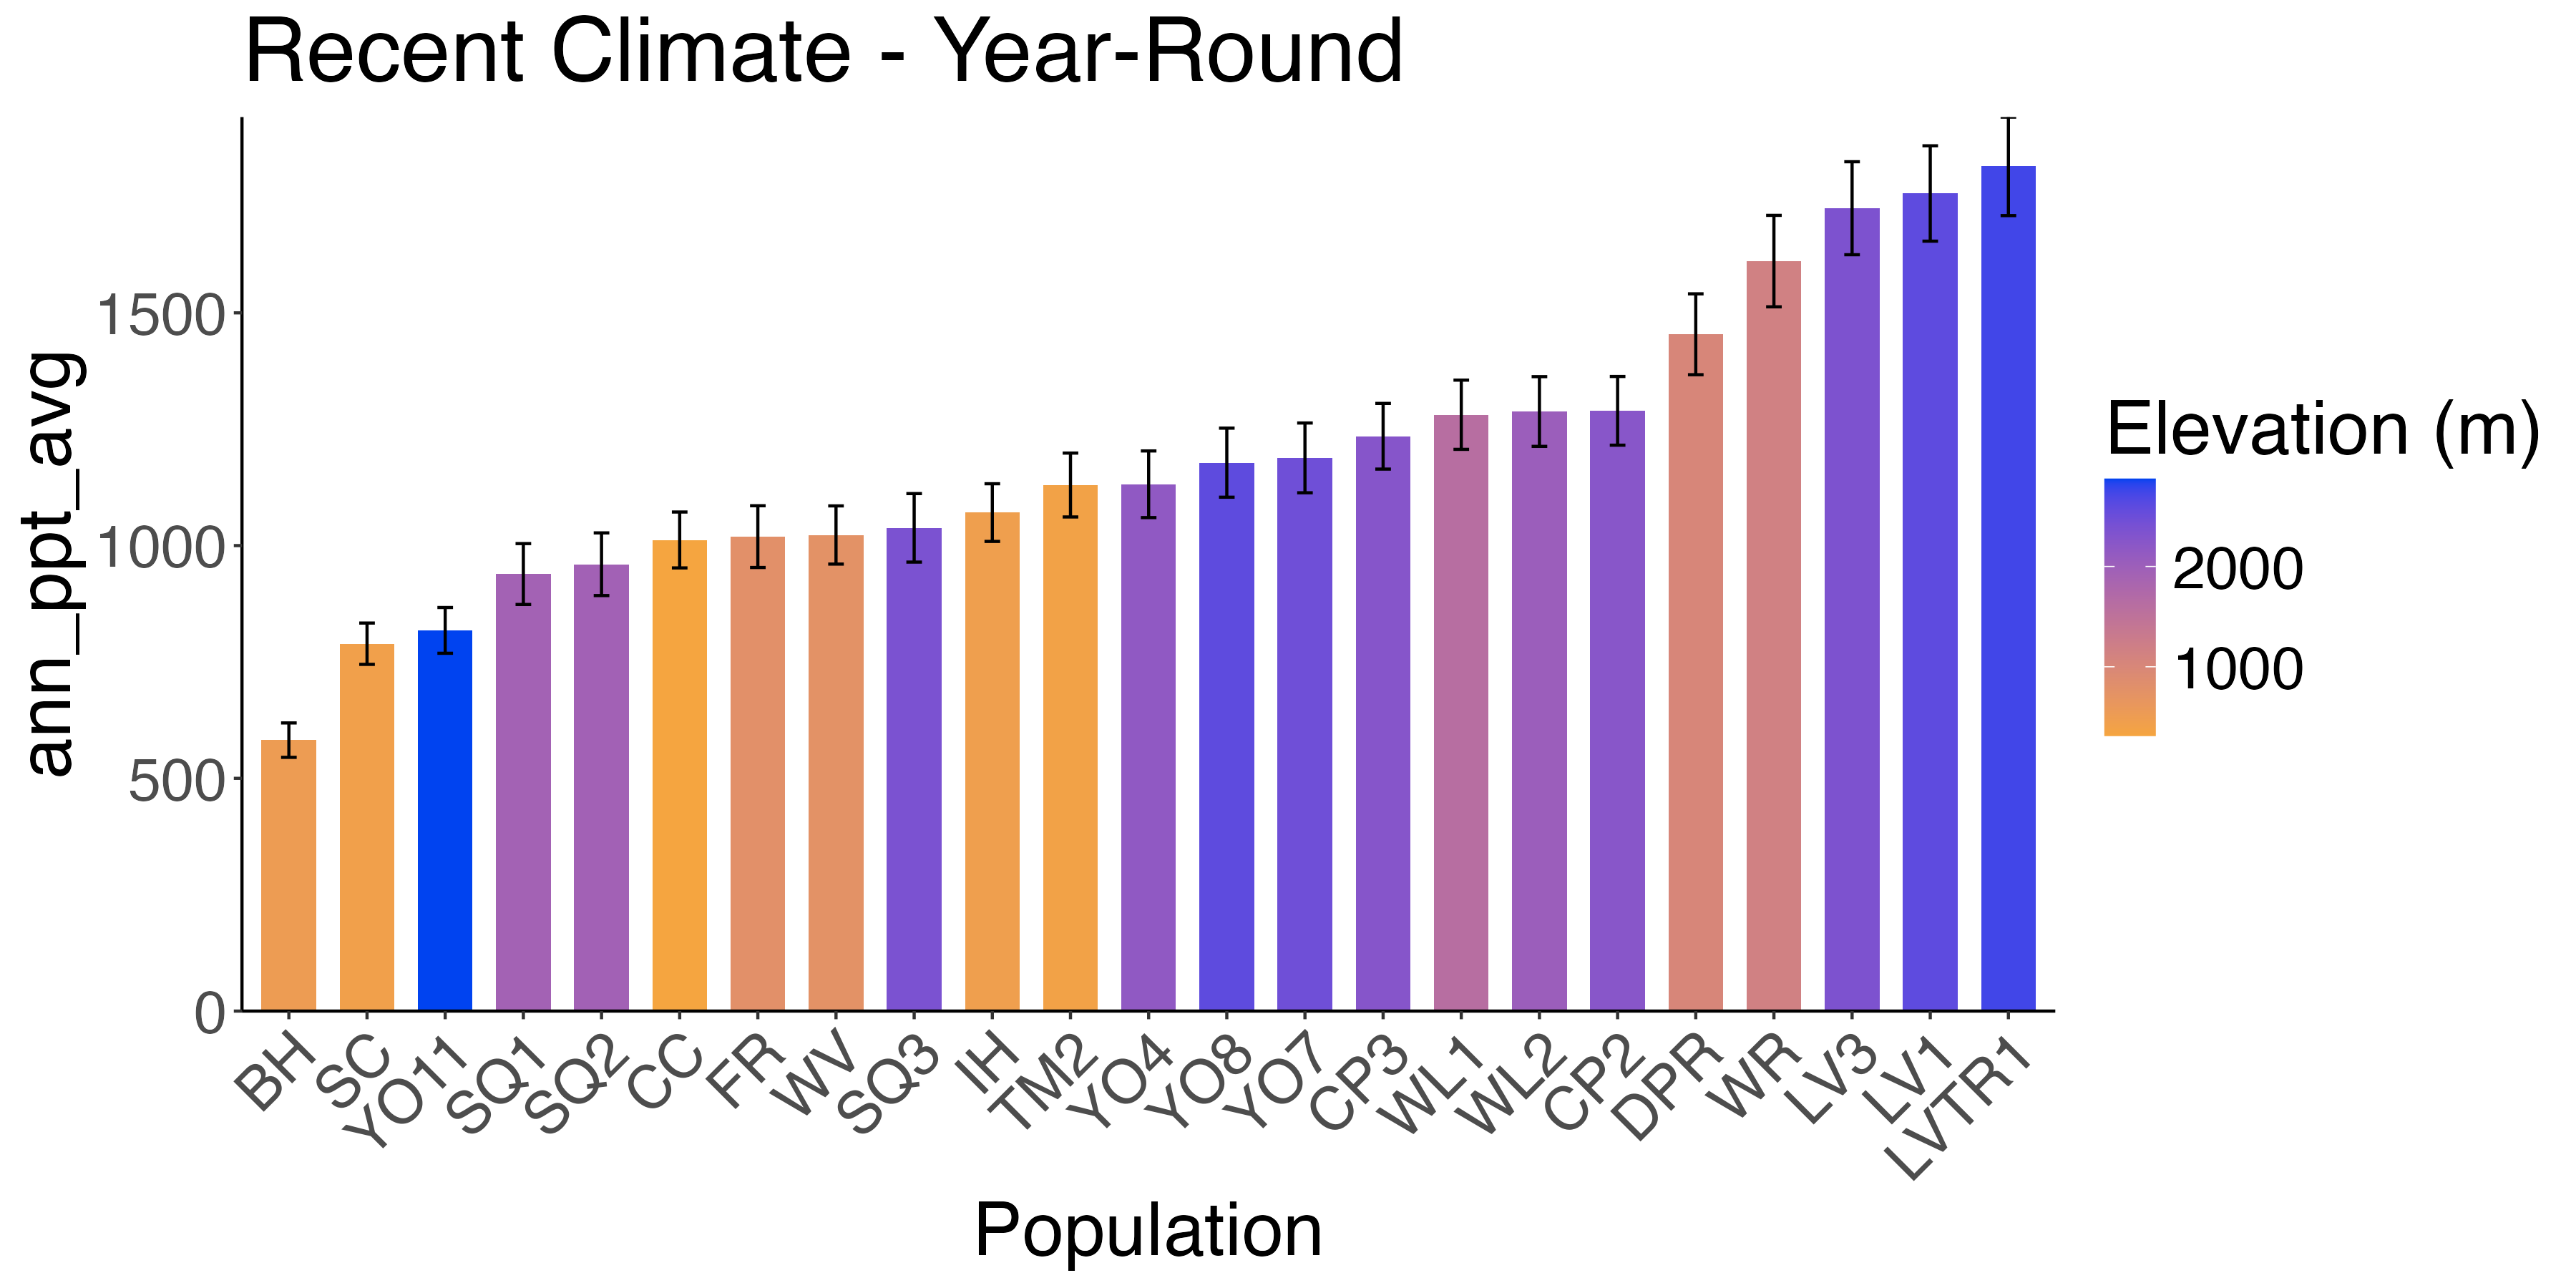 Recent Climate - Year-Round
ann_ppt_avg
1500
1000
500
0
BH
SC
YO11
SQ1
SQ2
CC
FR
WV
SQ3
IH
TM2
YO4
YO8
YO7
CP3
WL1
WL2
CP2
DPR
WR
LV3
LV1
LVTR1
Population
Elevation (m)
2000
1000